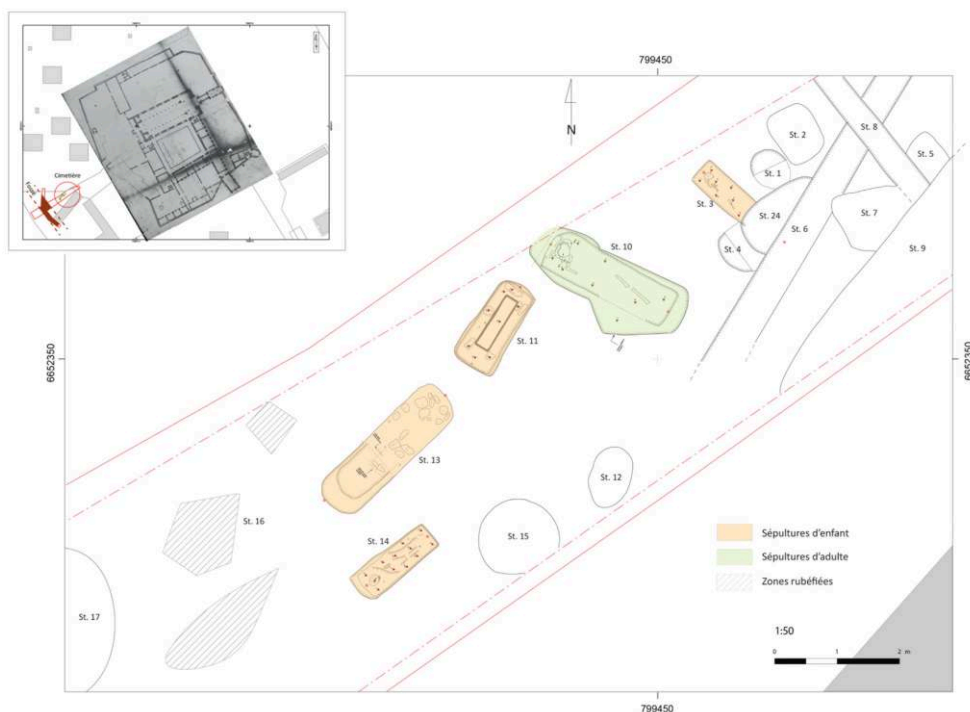 Cimetière
Fossé
799450
N
St. 8
St. 2
St. 5
St. 1
St. 3
St. 24
St. 7
St. 6
St. 4
St. 10
St. 9
St. 11
6652350
6652350
St. 13
St. 12
St. 16
St. 14
St. 15
St. 17
Sépultures d'enfant
Sépultures d'adulte
Zones rubéfiées
1:50
0 1 2 m
799450